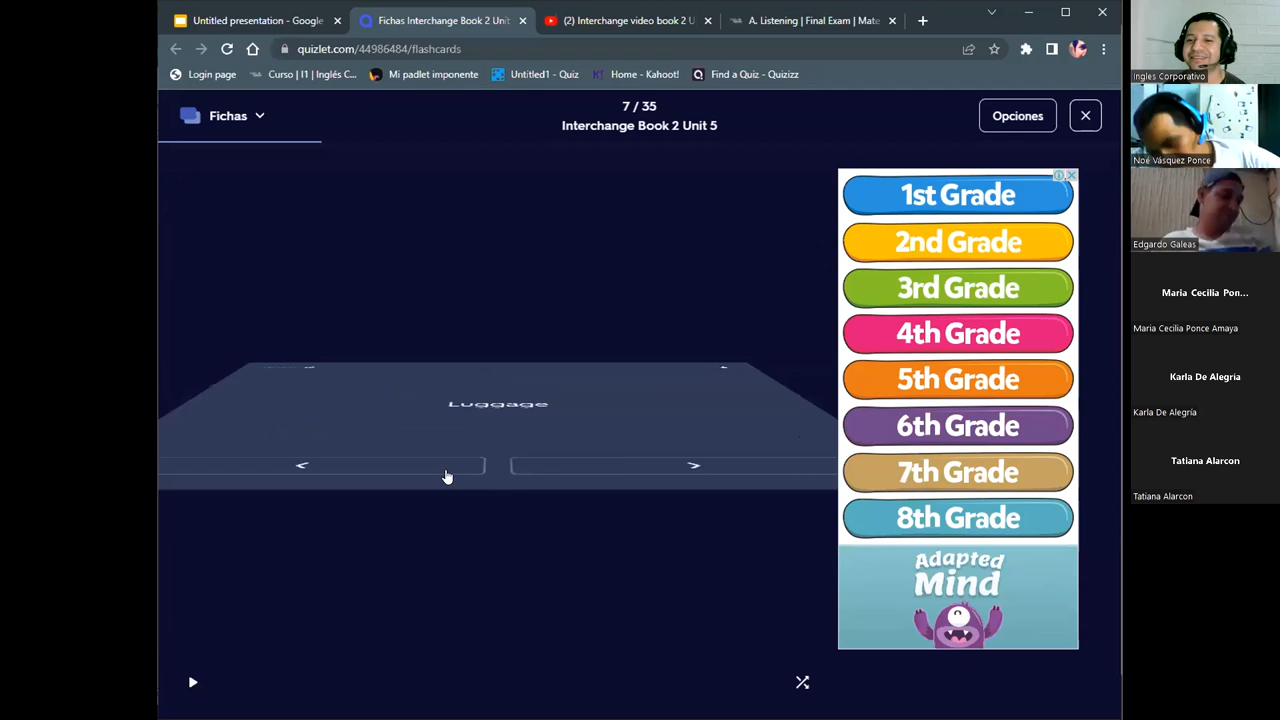 Untitled presentation - Google
Fichas Interchange Book 2 Unit
(2) Interchange video book 2 U
A. Listening | Final Exam | Mate
quizlet.com/44986484/flashcards
Login page
Curso | I1 | Inglés C...
Mi padlet imponente
Untitled1 - Quiz
Home - Kahoot!
Find a Quiz - Quizizz
Fichas
7 / 35
Interchange Book 2 Unit 5
Opciones
Luggage
1st Grade
2nd Grade
3rd Grade
4th Grade
5th Grade
6th Grade
7th Grade
8th Grade
Adapted
Mind
Ingles Corporativo
Noé Vásquez Ponce
Edgardo Galeas
Maria Cecilia Pon...
Maria Cecilia Ponce Amaya
Karla De Alegria
Karla De Alegría
Tatiana Alarcon
Tatiana Alarcon